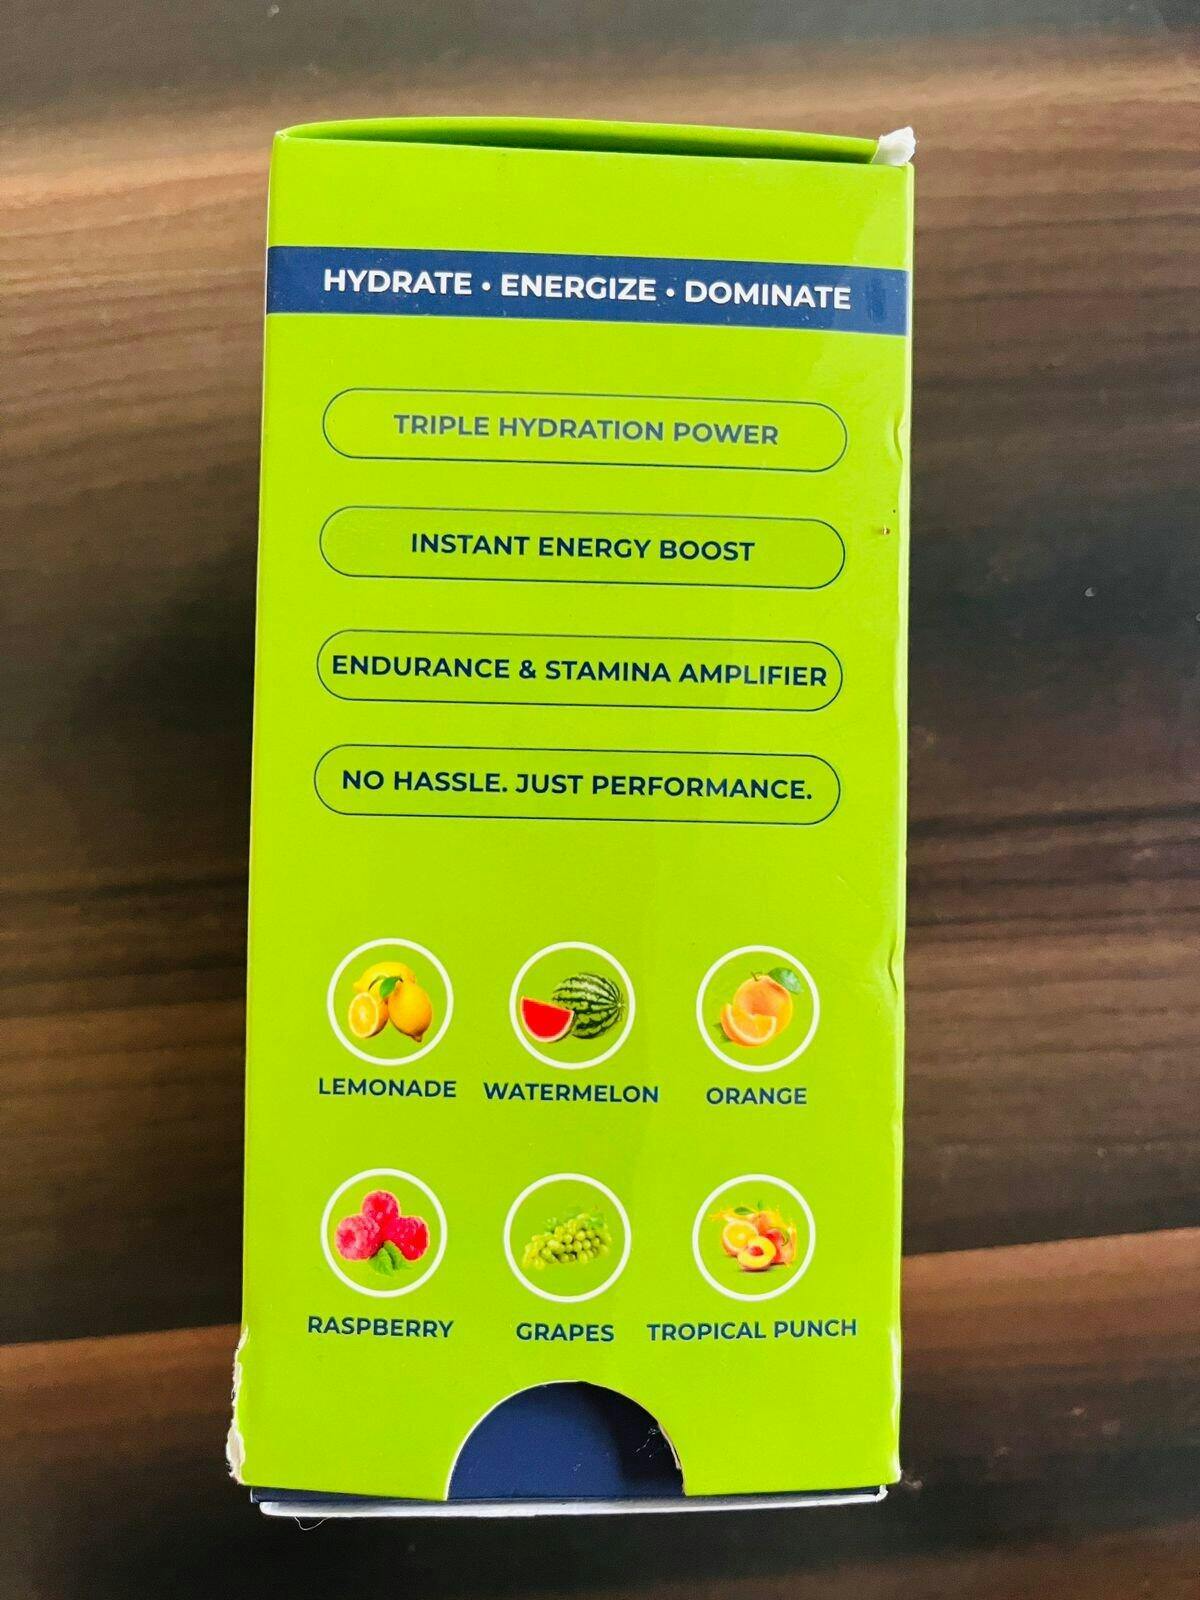 HYDRATE • ENERGIZE • DOMINATE
TRIPLE HYDRATION POWER
INSTANT ENERGY BOOST
ENDURANCE & STAMINA AMPLIFIER
NO HASSLE. JUST PERFORMANCE.
LEMONADE WATERMELON ORANGE
RASPBERRY GRAPES TROPICAL PUNCH